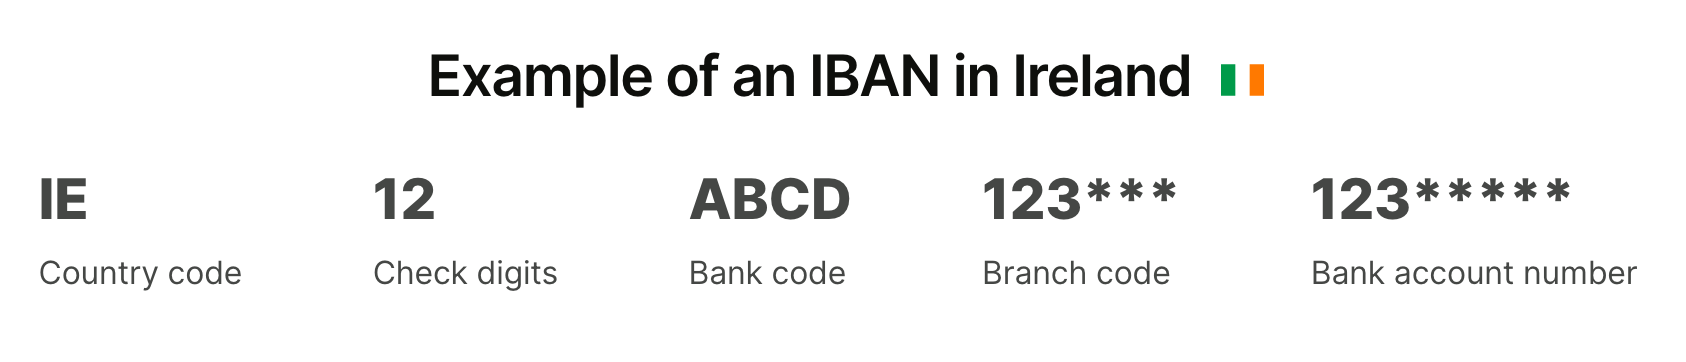 Example of an IBAN in Ireland
IE 12 ABCD 123*** 123*****
Country code Check digits Bank code Branch code Bank account number